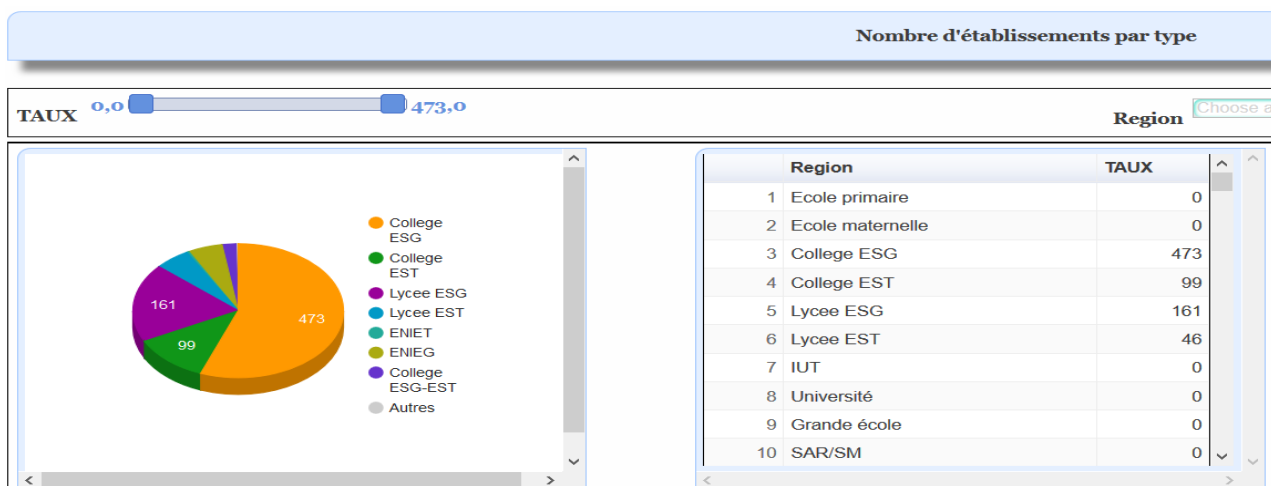 Nombre d'établissements par type
TAUX 0,0 473,0
Region Choose a
College
ESG
College
EST
Lycee ESG
Lycee EST
ENIET
ENIEG
College
ESG-EST
Autres
473
161
99
Region TAUX
1 Ecole primaire 0
2 Ecole maternelle 0
3 College ESG 473
4 College EST 99
5 Lycee ESG 161
6 Lycee EST 46
7 IUT 0
8 Université 0
9 Grande école 0
10 SAR/SM 0